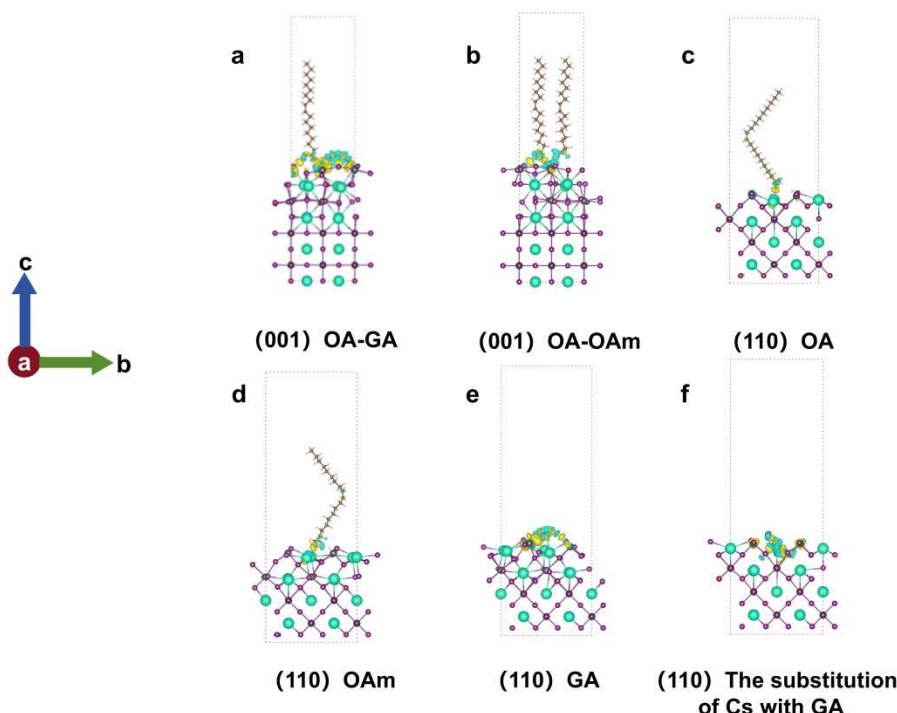 a
b
c
c
a
b
(001) OA-GA
(001) OA-OAm
(110) OA
d
e
f
(110) OAm
(110) GA
(110) The substitution
of Cs with GA